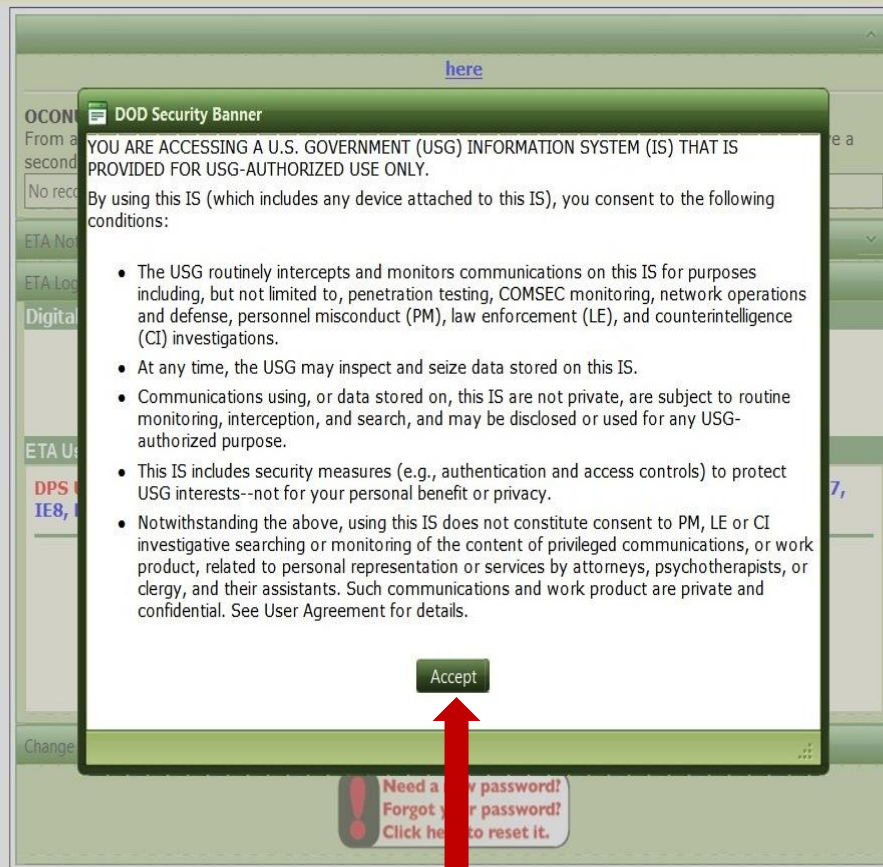 here
OCONU
From a
e a
second
No reco
DOD Security Banner
YOU ARE ACCESSING A U.S. GOVERNMENT (USG) INFORMATION SYSTEM (IS) THAT IS
PROVIDED FOR USG-AUTHORIZED USE ONLY.
By using this IS (which includes any device attached to this IS), you consent to the following
conditions:
• The USG routinely intercepts and monitors communications on this IS for purposes
including, but not limited to, penetration testing, COMSEC monitoring, network operations
and defense, personnel misconduct (PM), law enforcement (LE), and counterintelligence
(CI) investigations.
• At any time, the USG may inspect and seize data stored on this IS.
• Communications using, or data stored on, this IS are not private, are subject to routine
monitoring, interception, and search, and may be disclosed or used for any USG-
authorized purpose.
• This IS includes security measures (e.g., authentication and access controls) to protect
USG interests--not for your personal benefit or privacy.
• Notwithstanding the above, using this IS does not constitute consent to PM, LE or CI
investigative searching or monitoring of the content of privileged communications, or work
product, related to personal representation or services by attorneys, psychotherapists, or
clergy, and their assistants. Such communications and work product are private and
confidential. See User Agreement for details.
Accept
ETA Not
ETA Log
Digital
ETA Us
DPS U
7,
IE8,
Change
Need a password?
Forgot password?
Click to reset it.